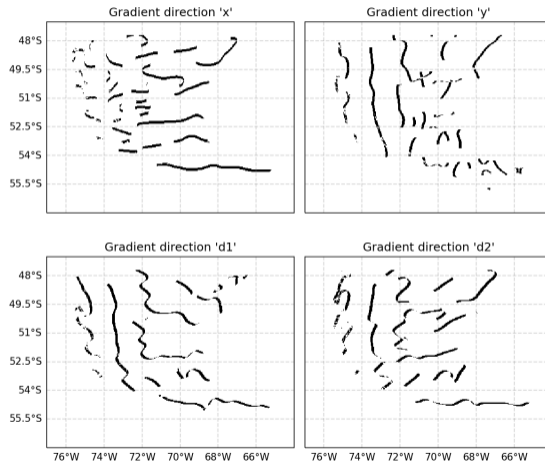 Gradient direction 'x'
Gradient direction 'y'
48°S
49.5°S
51°S
52.5°S
54°S
55.5°S
Gradient direction 'd1'
Gradient direction 'd2'
48°S
49.5°S
51°S
52.5°S
54°S
55.5°S
76°W 74°W 72°W 70°W 68°W 66°W
76°W 74°W 72°W 70°W 68°W 66°W